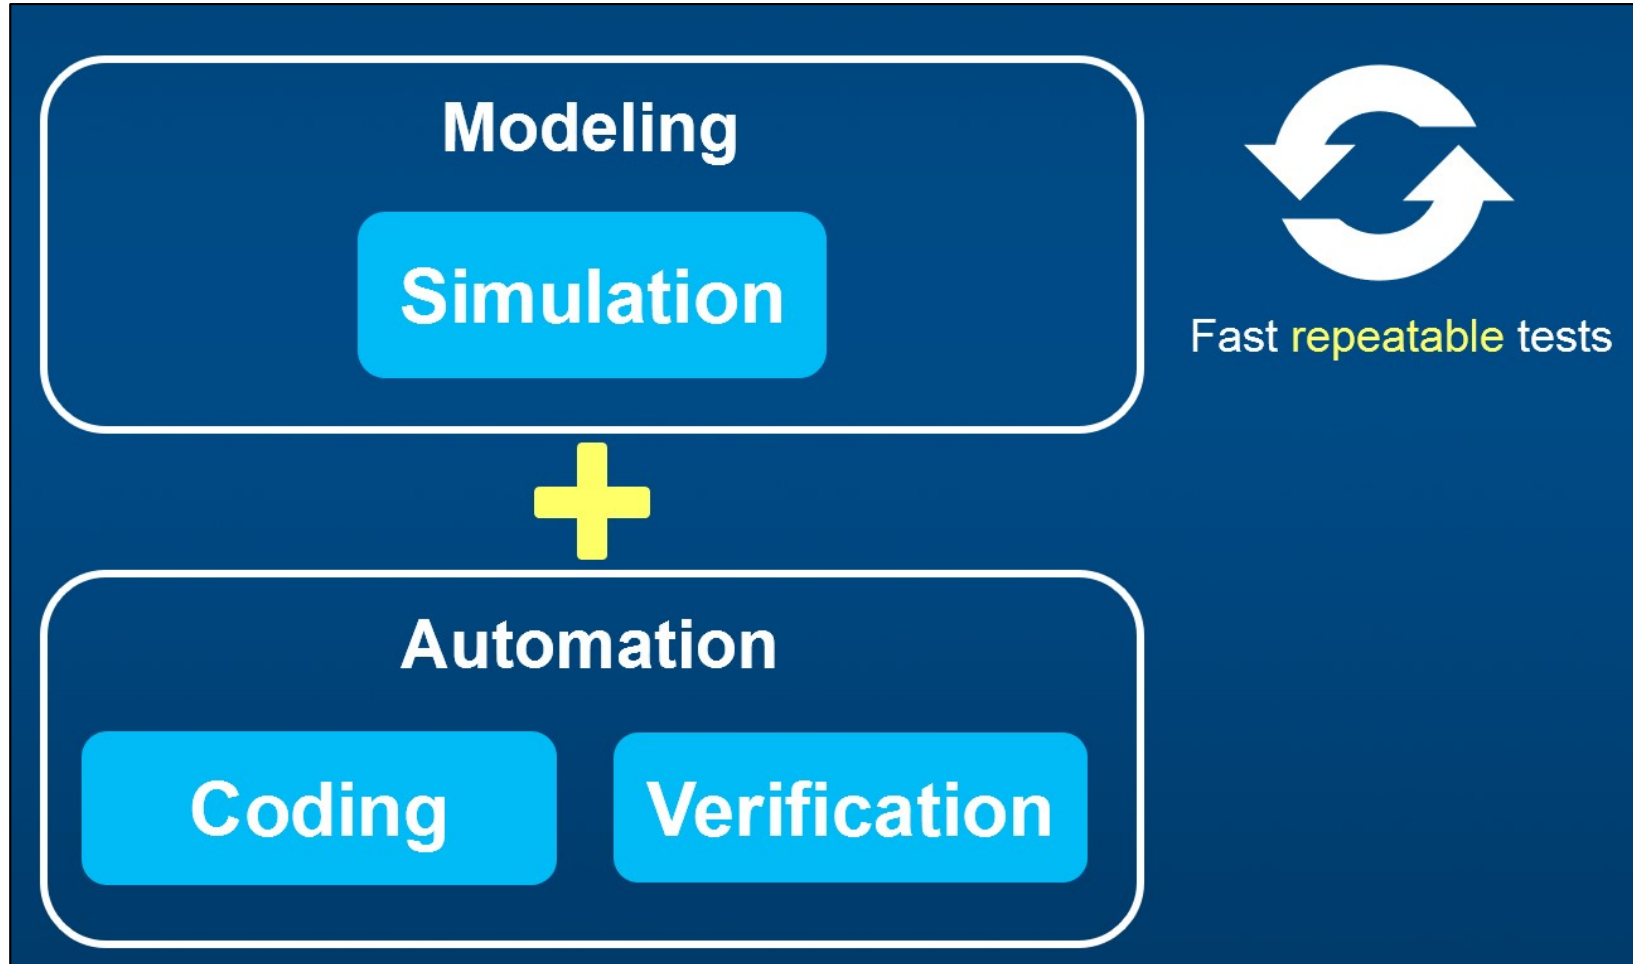 Modeling
Simulation
Fast repeatable tests
Automation
Coding
Verification